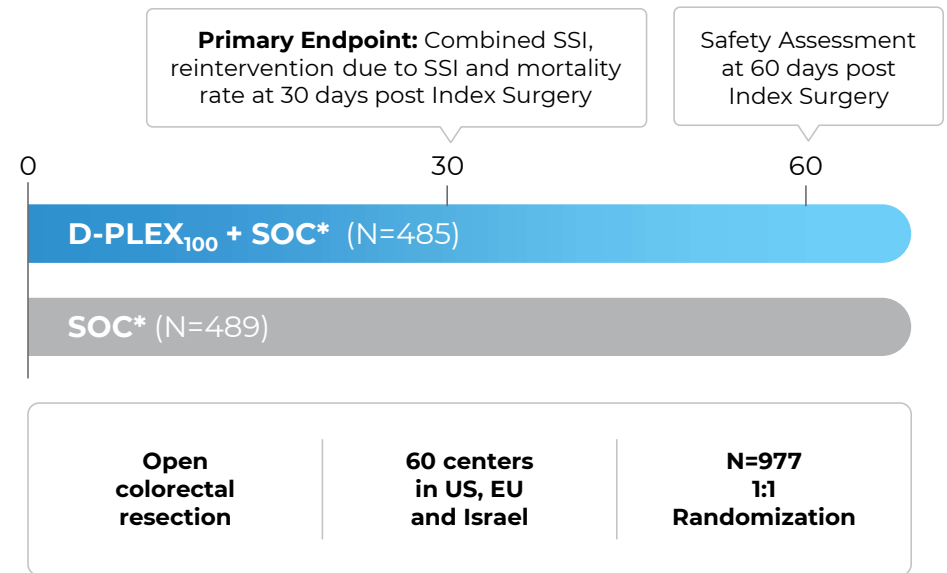 Primary Endpoint: Combined SSI,
reintervention due to SSI and mortality
rate at 30 days post Index Surgery
Safety Assessment
at 60 days post
Index Surgery
0
30
60
D-PLEX100 + SOC* (N=485)
SOC* (N=489)
Open
colorectal
resection
60 centers
in US, EU
and Israel
N=977
1:1
Randomization